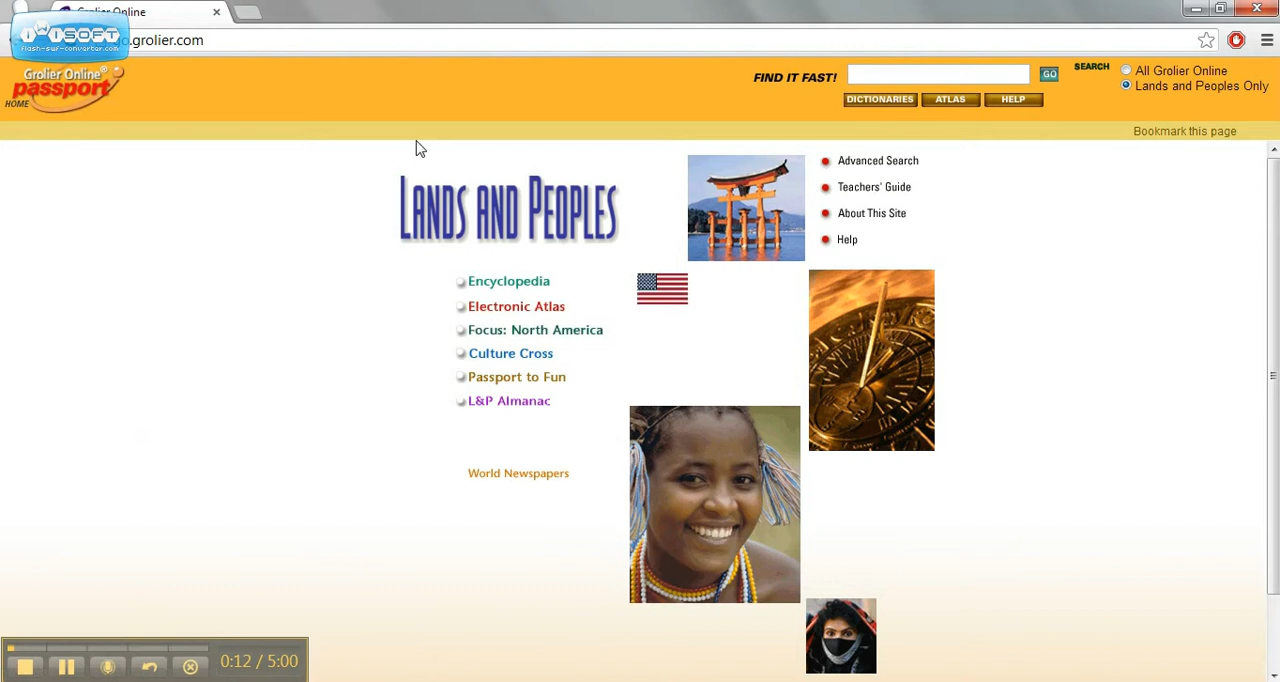 Grolier Online
iWiSOFT
flash-swf-converter.com
.grolier.com
Grolier Online®
passport
HOME
FIND IT FAST!
GO
SEARCH
All Grolier Online
Lands and Peoples Only
DICTIONARIES
ATLAS
HELP
Bookmark this page
LANDS AND PEOPLES
Advanced Search
Teachers' Guide
About This Site
Help
Encyclopedia
Electronic Atlas
Focus: North America
Culture Cross
Passport to Fun
L&P Almanac
World Newspapers
0:12 / 5:00